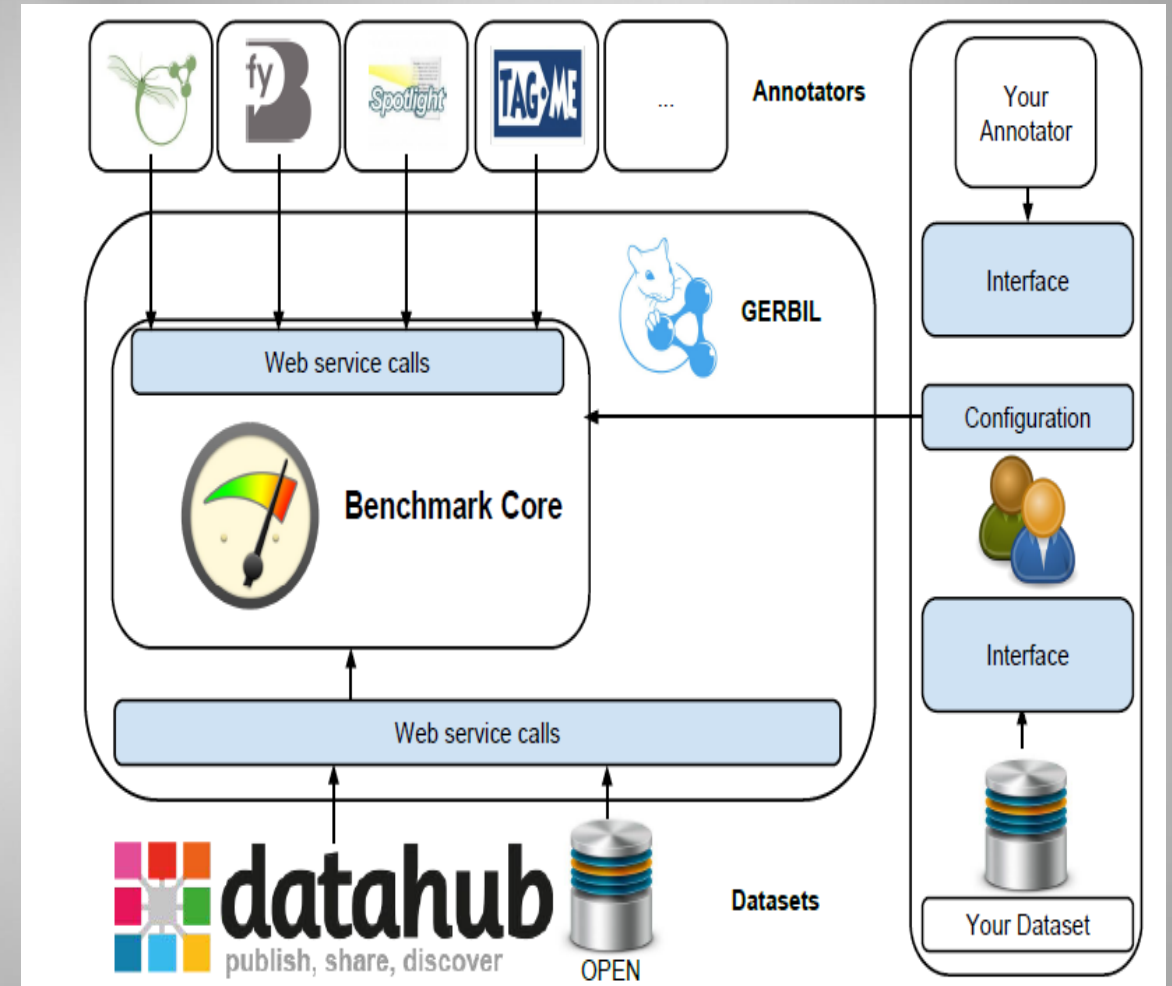 fy
Spotlight
TAG ME
...
Annotators
Your
Annotator
Interface
GERBIL
Web service calls
Configuration
Benchmark Core
Interface
Web service calls
datahub
publish, share, discover
OPEN
Datasets
Your Dataset